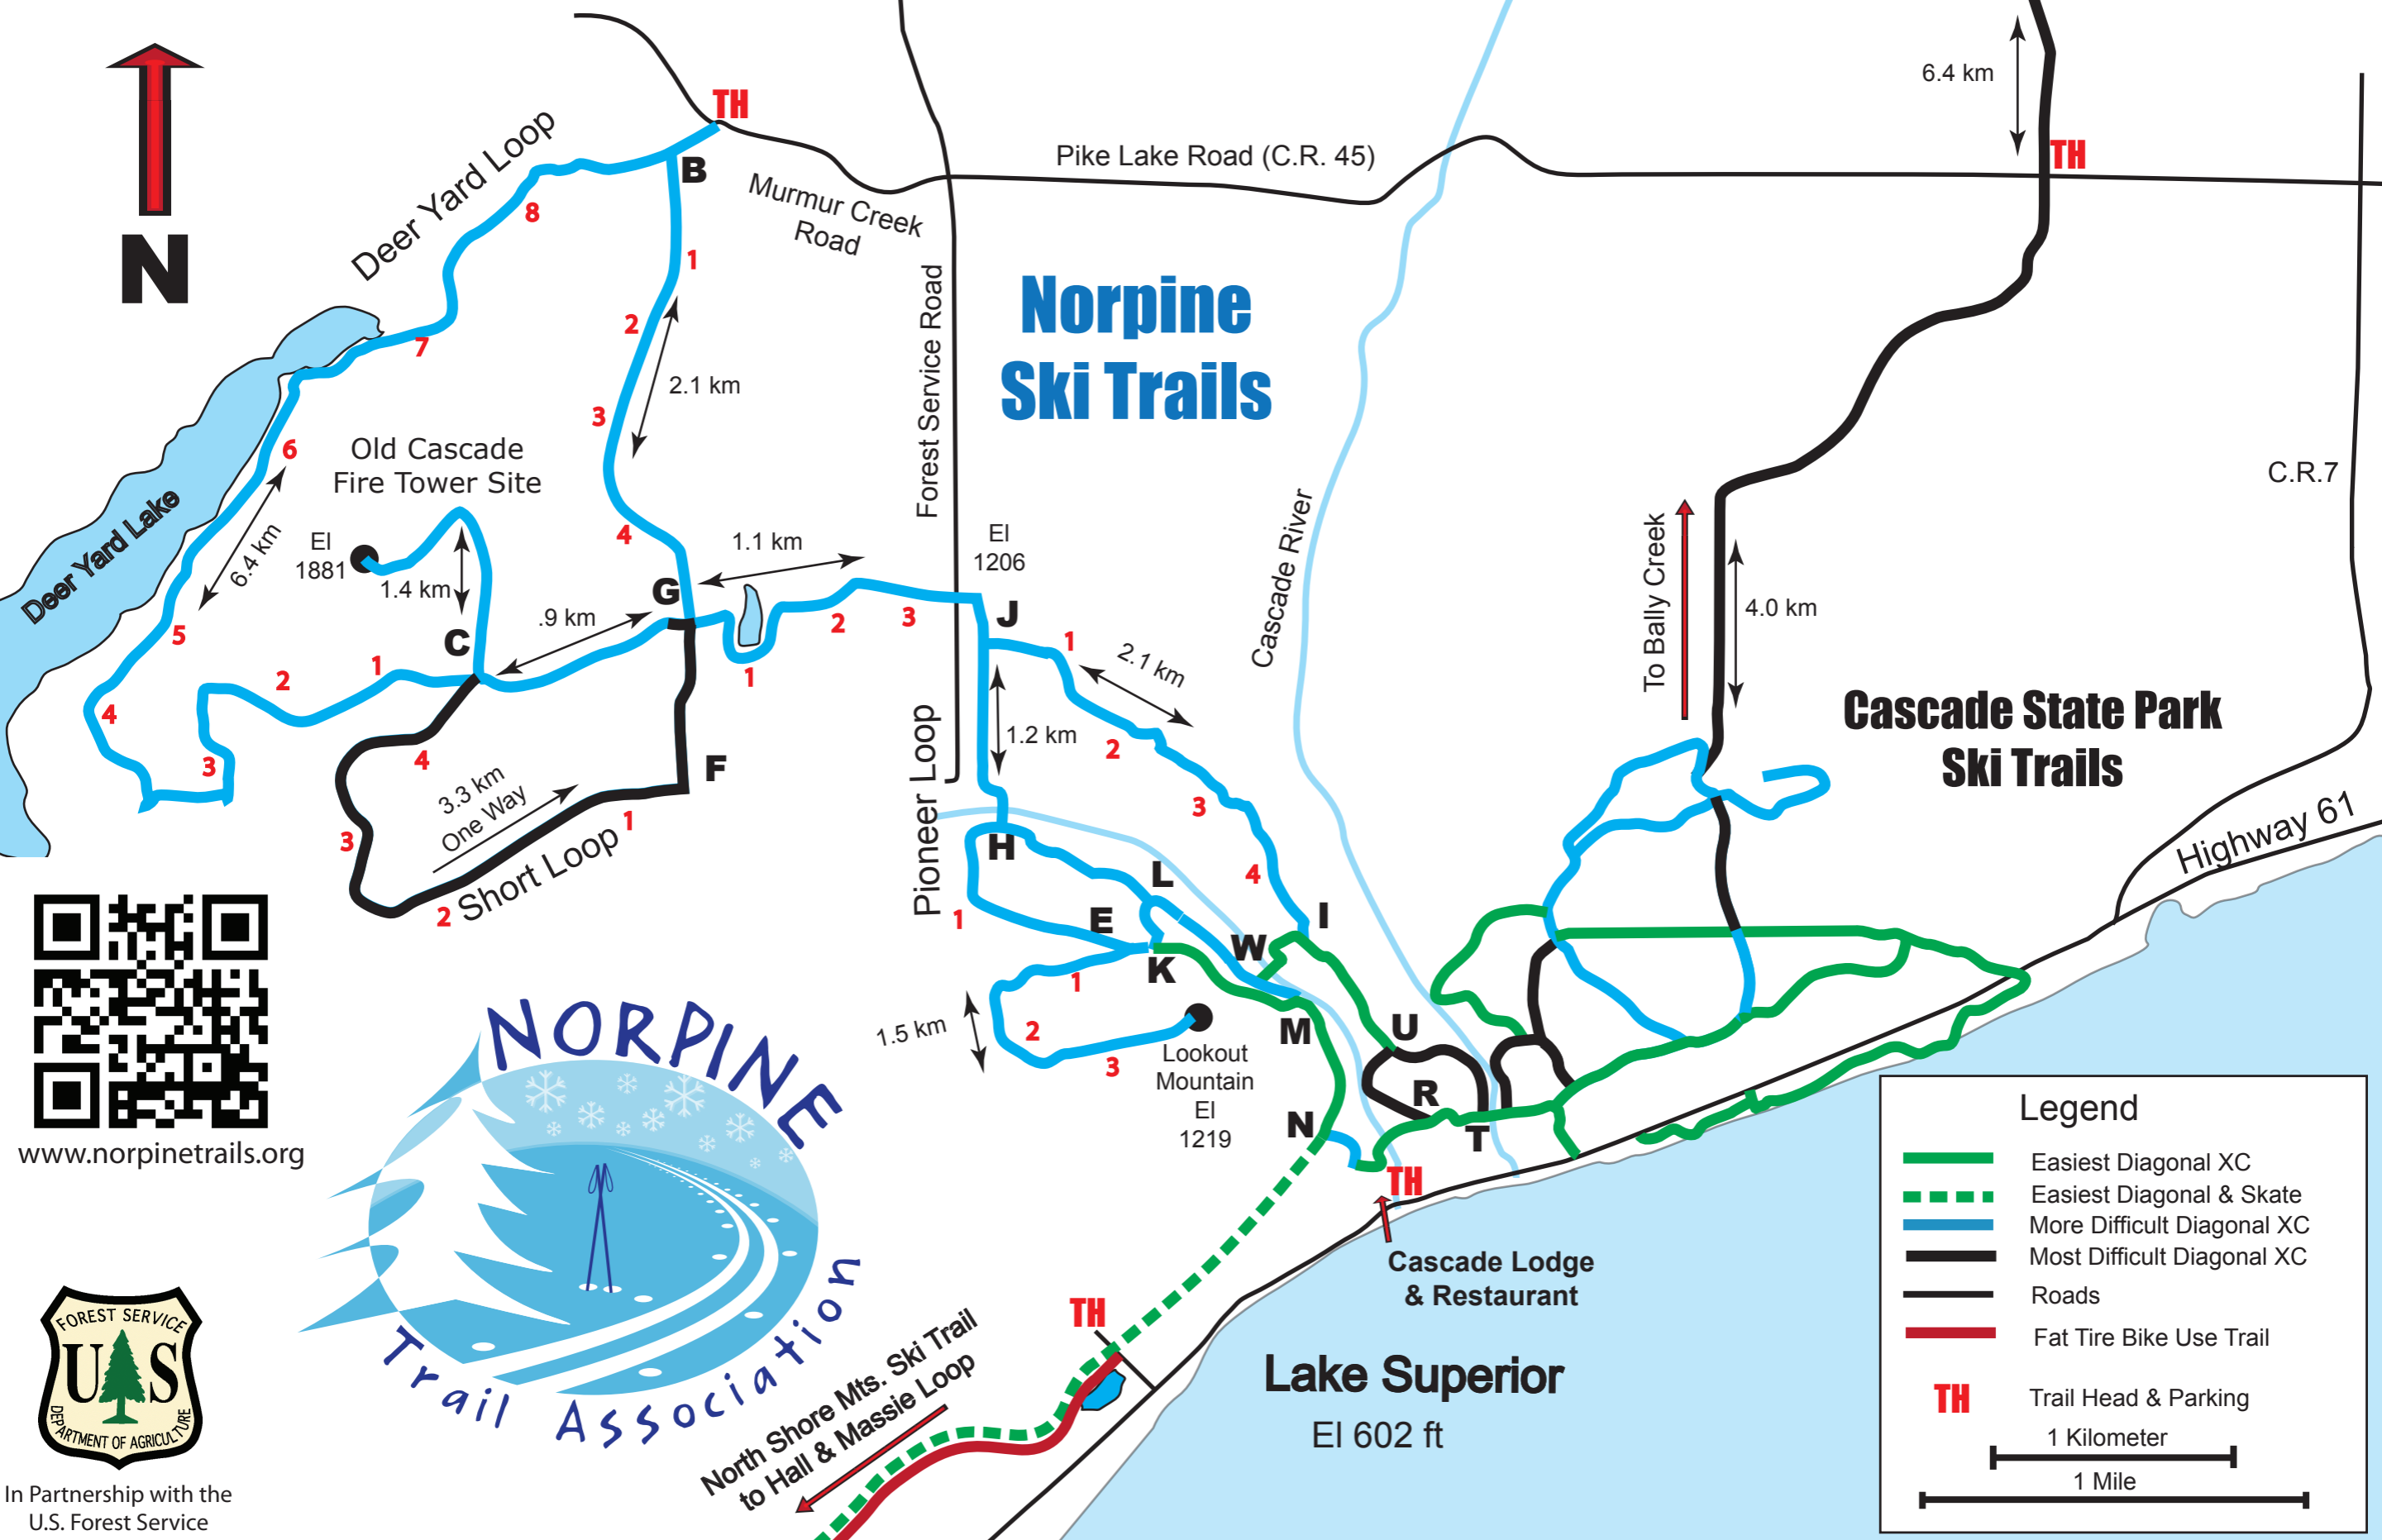 6.4 km
TH
TH
Pike Lake Road (C.R. 45)
Deer Yard Loop
B
8
Murmur Creek
Road
N
1
2
2.1 km
3
4
7
6
Norpine
Ski Trails
Forest Service Road
C.R.7
Old Cascade
Fire Tower Site
El
1881
1.4 km
6.4 km
Deer Yard Lake
5
4
3
2
1
C
.9 km
G
1.1 km
1
2
3
El
1206
J
1
2.1 km
2
3
4
1.2 km
Cascade River
To Bally Creek
4.0 km
Cascade State Park
Ski Trails
Highway 61
F
4
3
3.3 km
One Way
1
2
Short Loop
Pioneer Loop
H
L
E
1
K
W
I
1
1.5 km
2
3
Lookout
Mountain
El
1219
M
U
R
N
T
TH
Cascade Lodge
& Restaurant
www.norpinetrails.org
NORPINE
Trail Association
FOREST SERVICE
U S
DEPARTMENT OF AGRICULTURE
In Partnership with the
U.S. Forest Service
TH
North Shore Mts. Ski Trail
to Hall & Massie Loop
Lake Superior
El 602 ft
Legend
Easiest Diagonal XC
Easiest Diagonal & Skate
More Difficult Diagonal XC
Most Difficult Diagonal XC
Roads
Fat Tire Bike Use Trail
TH Trail Head & Parking
1 Kilometer
1 Mile